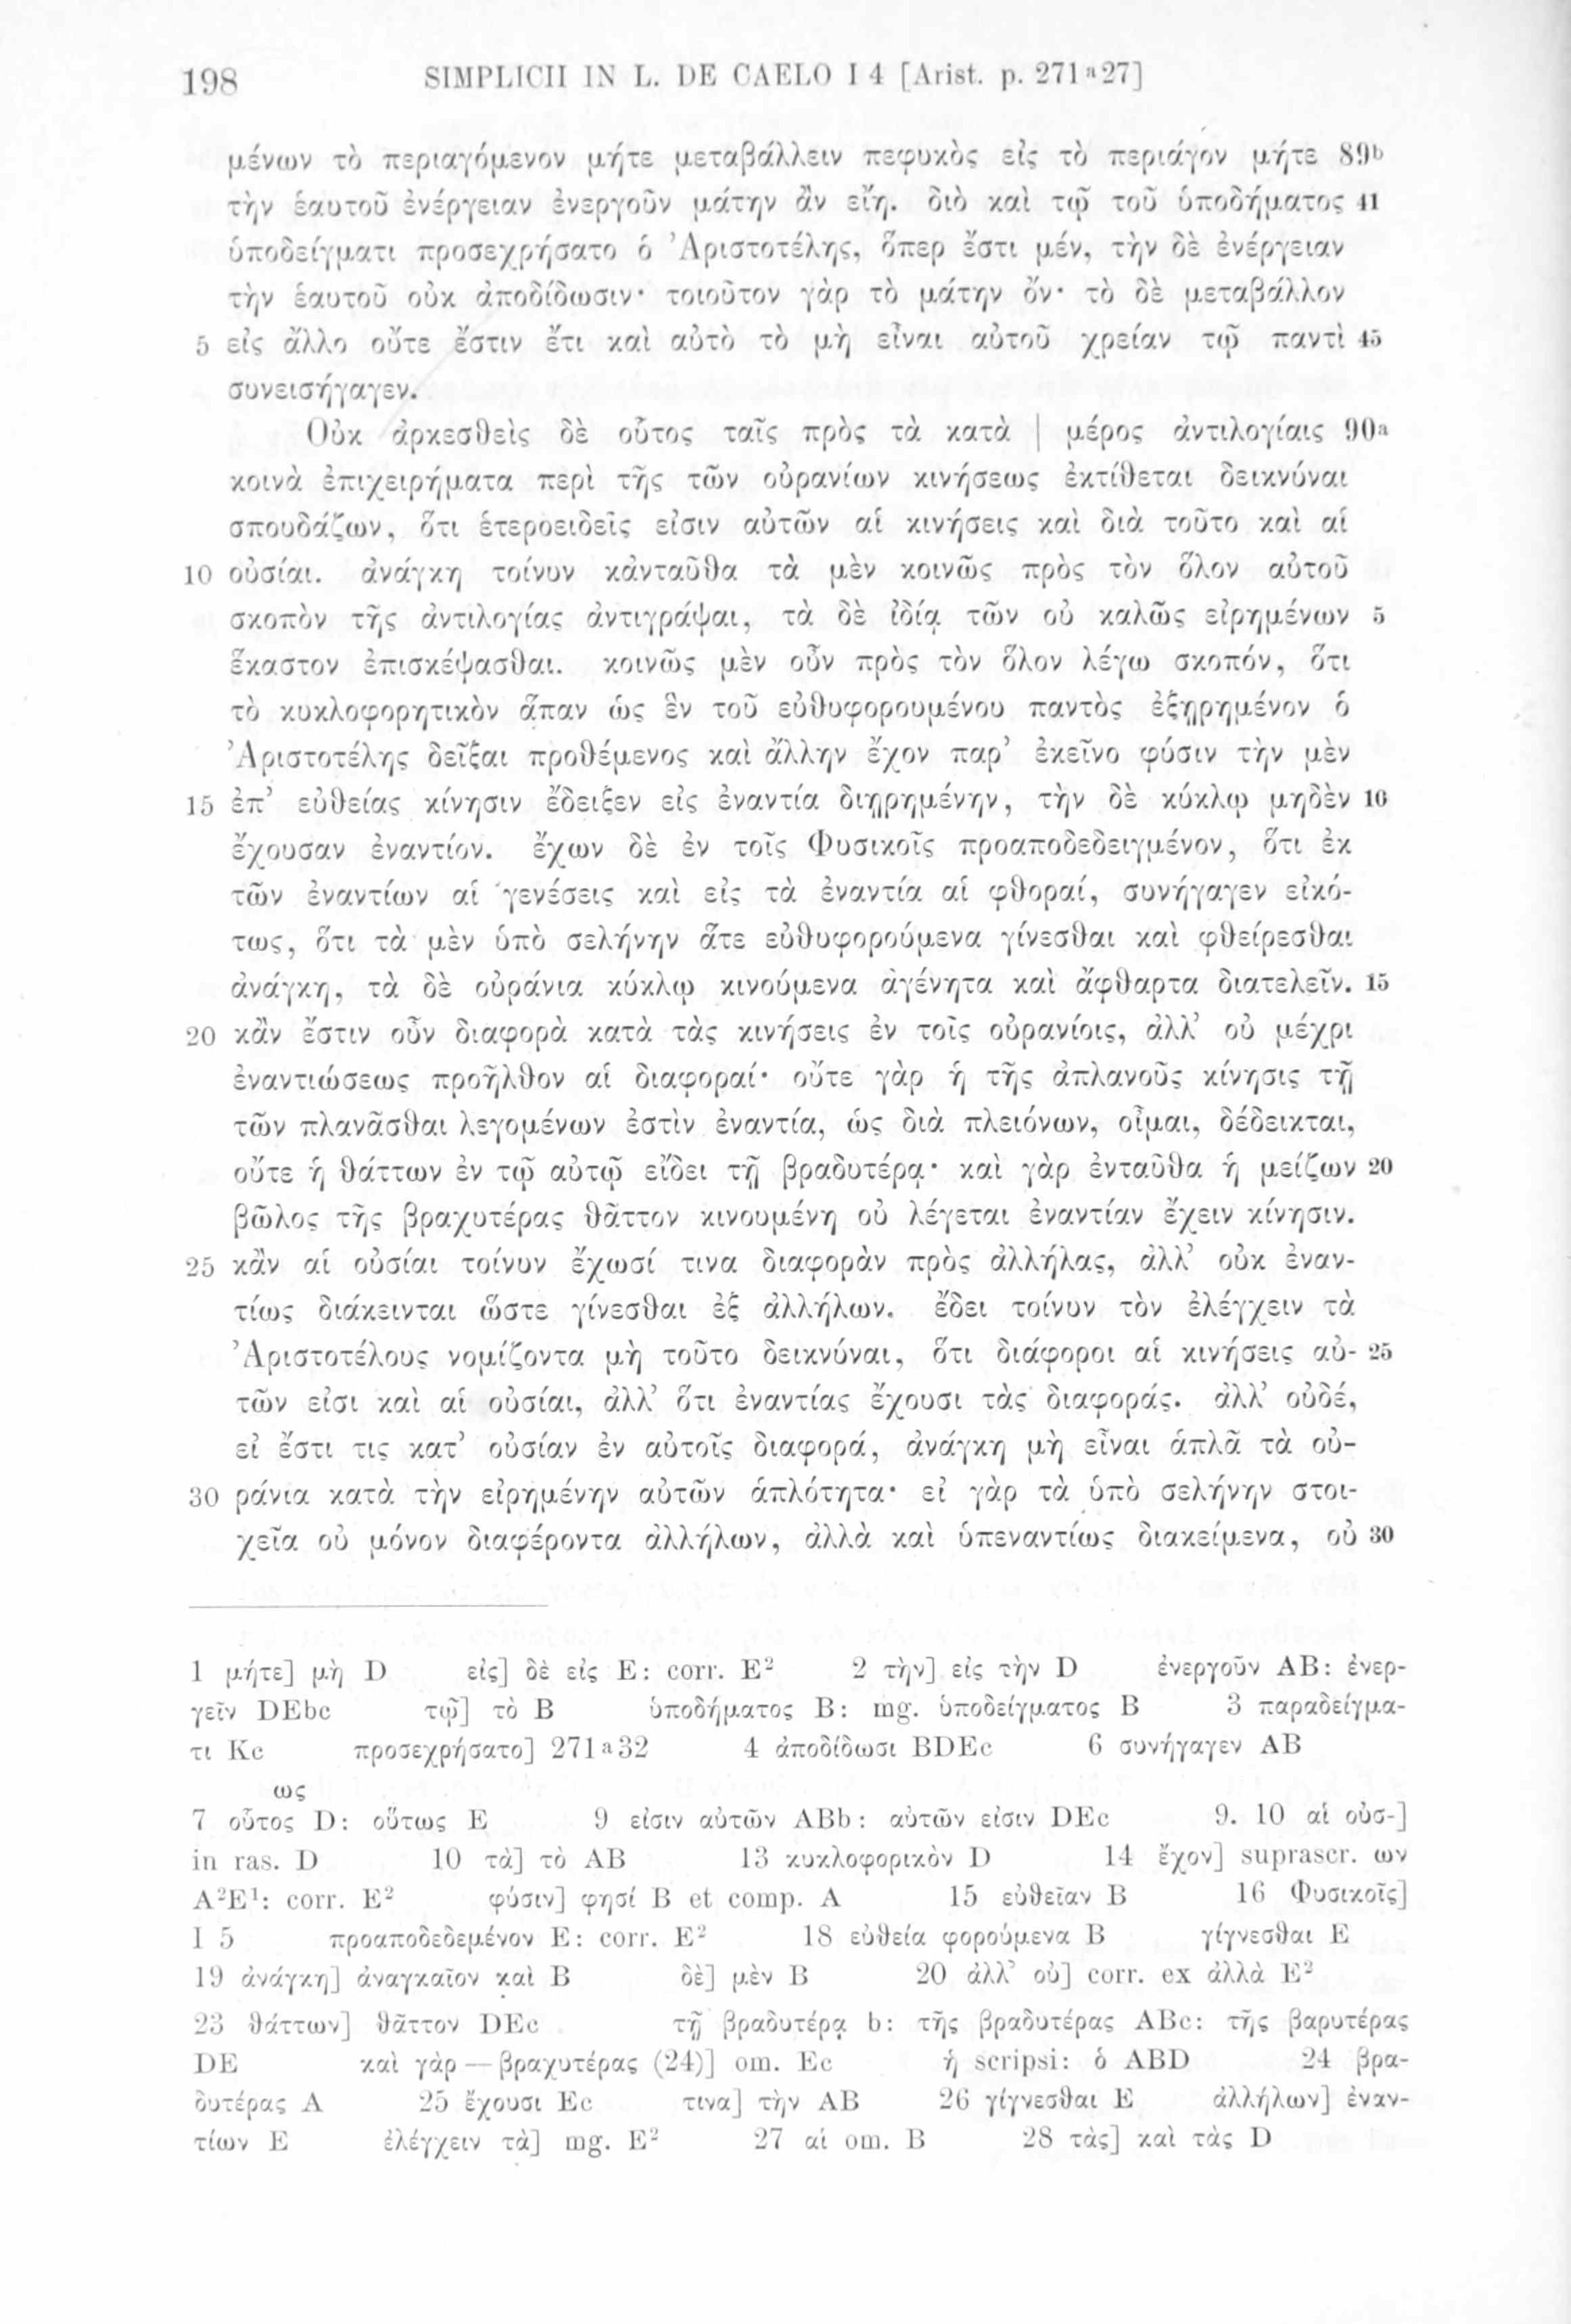 198 SIMPLICII IN L. DE CAELO I 4 [Arist. p. 271 a 27]
μένων τὸ περιαγόμενον μήτε μεταβάλλειν πεφυκὸς εἰς τὸ περιάγον μήτε 89b
τὴν ἑαυτοῦ ἐνέργειαν ἐνεργοῦν μάτην ἂν εἴη. διὸ καὶ τῷ τοῦ ὑποδήματος 41
ὑποδείγματι προσεχρήσατο ὁ Ἀριστοτέλης, ὅπερ ἔστι μέν, τὴν δὲ ἐνέργειαν
τὴν ἑαυτοῦ οὐκ ἀποδίδωσιν· τοιοῦτον γὰρ τὸ μάτην ὄν· τὸ δὲ μεταβάλλον
5 εἰς ἄλλο οὔτε ἔστιν ἔτι καὶ αὐτὸ τὸ μὴ εἶναι αὐτοῦ χρείαν τῷ παντὶ 45
συνεισήγαγεν.
Οὐκ ἀρκεσθεὶς δὲ οὗτος ταῖς πρὸς τὰ κατὰ | μέρος ἀντιλογίαις 90a
κοινὰ ἐπιχειρήματα περὶ τῆς τῶν οὐρανίων κινήσεως ἐκτίθεται δεικνύναι
σπουδάζων, ὅτι ἑτεροειδεῖς εἰσιν αὐτῶν αἱ κινήσεις καὶ διὰ τοῦτο καὶ αἱ
10 οὐσίαι. ἀνάγκη τοίνυν κἀνταῦθα τὰ μὲν κοινῶς πρὸς τὸν ὅλον αὐτοῦ
σκοπὸν τῆς ἀντιλογίας ἀντιγράψαι, τὰ δὲ ἰδίᾳ τῶν οὐ καλῶς εἰρημένων 5
ἕκαστον ἐπισκέψασθαι. κοινῶς μὲν οὖν πρὸς τὸν ὅλον λέγω σκοπόν, ὅτι
τὸ κυκλοφορητικὸν ἅπαν ὡς ἓν τοῦ εὐθυφορουμένου παντὸς ἐξῃρημένον ὁ
Ἀριστοτέλης δεῖξαι προθέμενος καὶ ἄλλην ἔχον παρ' ἐκεῖνο φύσιν τὴν μὲν
15 ἐπ' εὐθείας κίνησιν ἔδειξεν εἰς ἐναντία διῃρημένην, τὴν δὲ κύκλῳ μηδὲν 10
ἔχουσαν ἐναντίον. ἔχων δὲ ἐν τοῖς Φυσικοῖς προαποδεδειγμένον, ὅτι ἐκ
τῶν ἐναντίων αἱ γενέσεις καὶ εἰς τὰ ἐναντία αἱ φθοραί, συνήγαγεν εἰκό-
τως, ὅτι τὰ μὲν ὑπὸ σελήνην ἅτε εὐθυφορούμενα γίνεσθαι καὶ φθείρεσθαι
ἀνάγκη, τὰ δὲ οὐράνια κύκλῳ κινούμενα ἀγένητα καὶ ἄφθαρτα διατελεῖν. 15
20 κἂν ἔστιν οὖν διαφορὰ κατὰ τὰς κινήσεις ἐν τοῖς οὐρανίοις, ἀλλ' οὐ μέχρι
ἐναντιώσεως προῆλθον αἱ διαφοραί· οὔτε γὰρ ἡ τῆς ἀπλανοῦς κίνησις τῇ
τῶν πλανᾶσθαι λεγομένων ἐστὶν ἐναντία, ὡς διὰ πλειόνων, οἶμαι, δέδεικται,
οὔτε ἡ θάττων ἐν τῷ αὐτῷ εἴδει τῇ βραδυτέρᾳ· καὶ γὰρ ἐνταῦθα ἡ μείζων 20
βῶλος τῆς βραχυτέρας θᾶττον κινουμένη οὐ λέγεται ἐναντίαν ἔχειν κίνησιν.
25 κἂν αἱ οὐσίαι τοίνυν ἔχωσί τινα διαφορὰν πρὸς ἀλλήλας, ἀλλ' οὐκ ἐναν-
τίως διάκεινται ὥστε γίνεσθαι ἐξ ἀλλήλων. ἔδει τοίνυν τὸν ἐλέγχειν τὰ
Ἀριστοτέλους νομίζοντα μὴ τοῦτο δεικνύναι, ὅτι διάφοροι αἱ κινήσεις αὐ- 25
τῶν εἰσι καὶ αἱ οὐσίαι, ἀλλ' ὅτι ἐναντίας ἔχουσι τὰς διαφοράς. ἀλλ' οὐδέ,
εἰ ἔστι τις κατ' οὐσίαν ἐν αὐτοῖς διαφορά, ἀνάγκη μὴ εἶναι ἁπλᾶ τὰ οὐ-
30 ράνια κατὰ τὴν εἰρημένην αὐτῶν ἁπλότητα· εἰ γὰρ τὰ ὑπὸ σελήνην στοι-
χεῖα οὐ μόνον διαφέροντα ἀλλήλων, ἀλλὰ καὶ ὑπεναντίως διακείμενα, οὐ 30
1 μήτε] μὴ D εἰς] δὲ εἰς E: corr. E² 2 τὴν] εἰς τὴν D ἐνεργοῦν AB: ἐνερ-
γεῖν DEbc τῷ] τὸ B ὑποδήματος B: mg. ὑποδείγματος B 3 παραδείγμα-
τι Kc προσεχρήσατο] 271 a 32 4 ἀποδίδωσι BDEc 6 συνήγαγεν AB
ως
7 οὗτος D: οὕτως E 9 εἰσιν αὐτῶν ABb: αὐτῶν εἰσιν DEc 9. 10 αἱ οὐσ-]
in ras. D 10 τὰ] τὸ AB 13 κυκλοφορικὸν D 14 ἔχον] suprascr. ων
A²E¹: corr. E² φύσιν] φησί B et comp. A 15 εὐθεῖαν B 16 Φυσικοῖς]
I 5 προαποδεδεμένον E: corr. E² 18 εὐθεία φορούμενα B γίγνεσθαι E
19 ἀνάγκη] ἀναγκαῖον καὶ B δὲ] μὲν B 20 ἀλλ' οὐ] corr. ex ἀλλὰ E²
23 θάττων] θᾶττον DEc τῇ βραδυτέρᾳ b: τῆς βραδυτέρας ABc: τῆς βαρυτέρας
DE καὶ γὰρ — βραχυτέρας (24)] om. Ec ἡ scripsi: ὁ ABD 24 βρα-
δυτέρας A 25 ἔχουσι Ec τινα] τὴν AB 26 γίγνεσθαι E ἀλλήλων] ἐναν-
τίων E ἐλέγχειν τὰ] mg. E² 27 αἱ om. B 28 τὰς] καὶ τὰς D